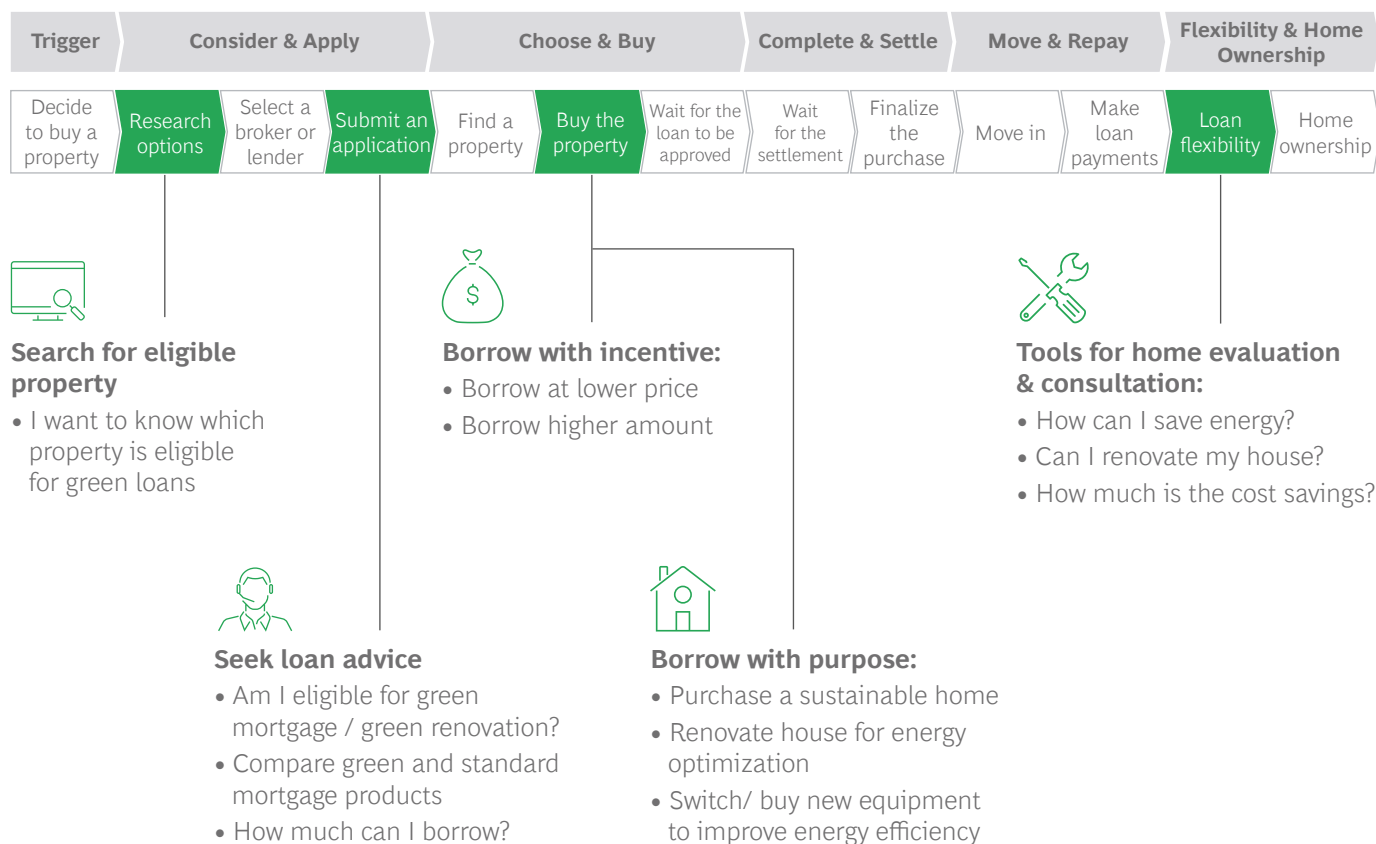 Trigger
Consider & Apply
Choose & Buy
Complete & Settle
Move & Repay
Flexibility & Home
Ownership
Decide
to buy a
property
Research
options
Select a
broker or
lender
Submit an
application
Find a
property
Buy the
property
Wait for the
loan to be
approved
Wait
for the
settlement
Finalize
the
purchase
Move in
Make
loan
payments
Loan
flexibility
Home
ownership
Search for eligible
property
• I want to know which
property is eligible
for green loans
$
Borrow with incentive:
• Borrow at lower price
• Borrow higher amount
Tools for home evaluation
& consultation:
• How can I save energy?
• Can I renovate my house?
• How much is the cost savings?
Seek loan advice
• Am I eligible for green
mortgage / green renovation?
• Compare green and standard
mortgage products
• How much can I borrow?
Borrow with purpose:
• Purchase a sustainable home
• Renovate house for energy
optimization
• Switch/ buy new equipment
to improve energy efficiency